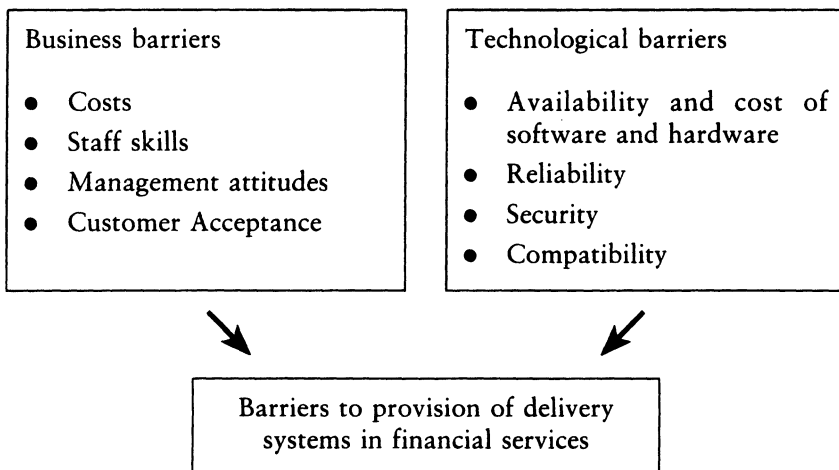 Business barriers
● Costs
● Staff skills
● Management attitudes
● Customer Acceptance
Technological barriers
● Availability and cost of
software and hardware
● Reliability
● Security
● Compatibility
Barriers to provision of delivery
systems in financial services